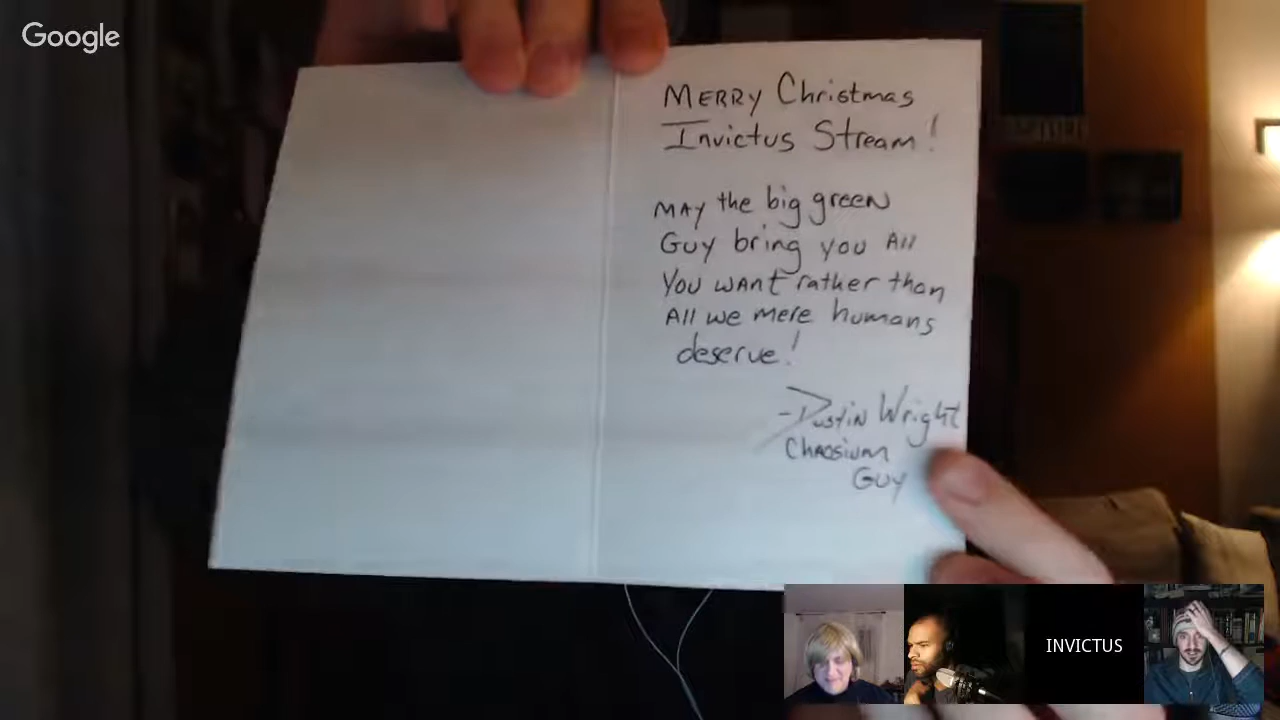 Google
MERRY Christmas
Invictus Stream!
MAY the big green
Guy bring you All
You want rather than
All we mere humans
deserve!
-Dustin Wright
Chaosium
Guy
INVICTUS